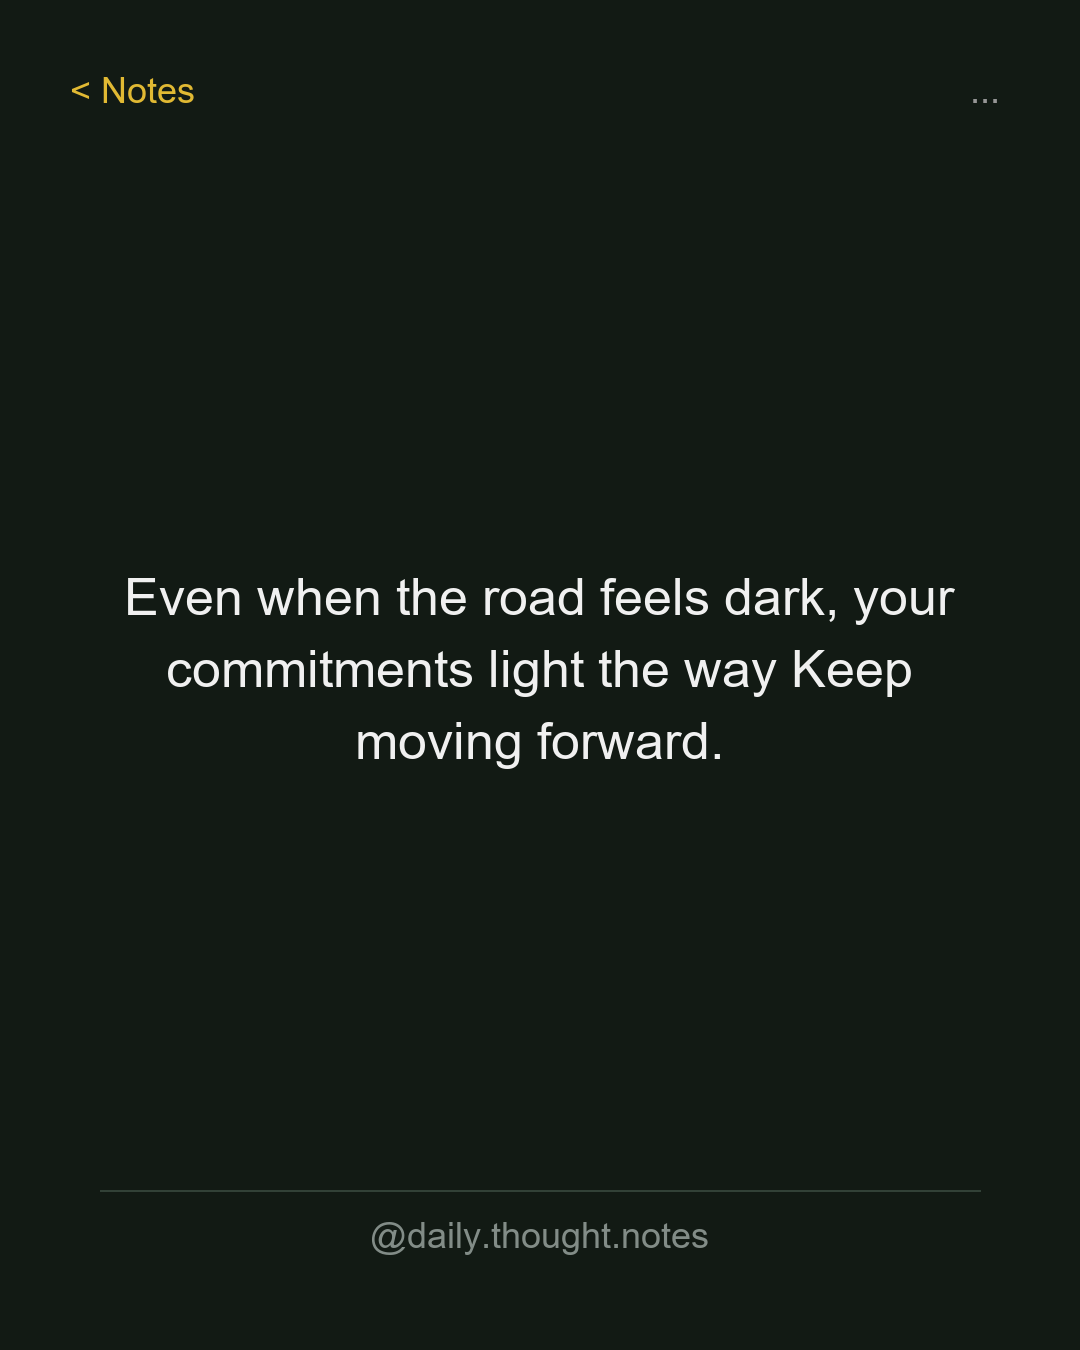 < Notes
...
Even when the road feels dark, your
commitments light the way Keep
moving forward.
@daily.thought.notes